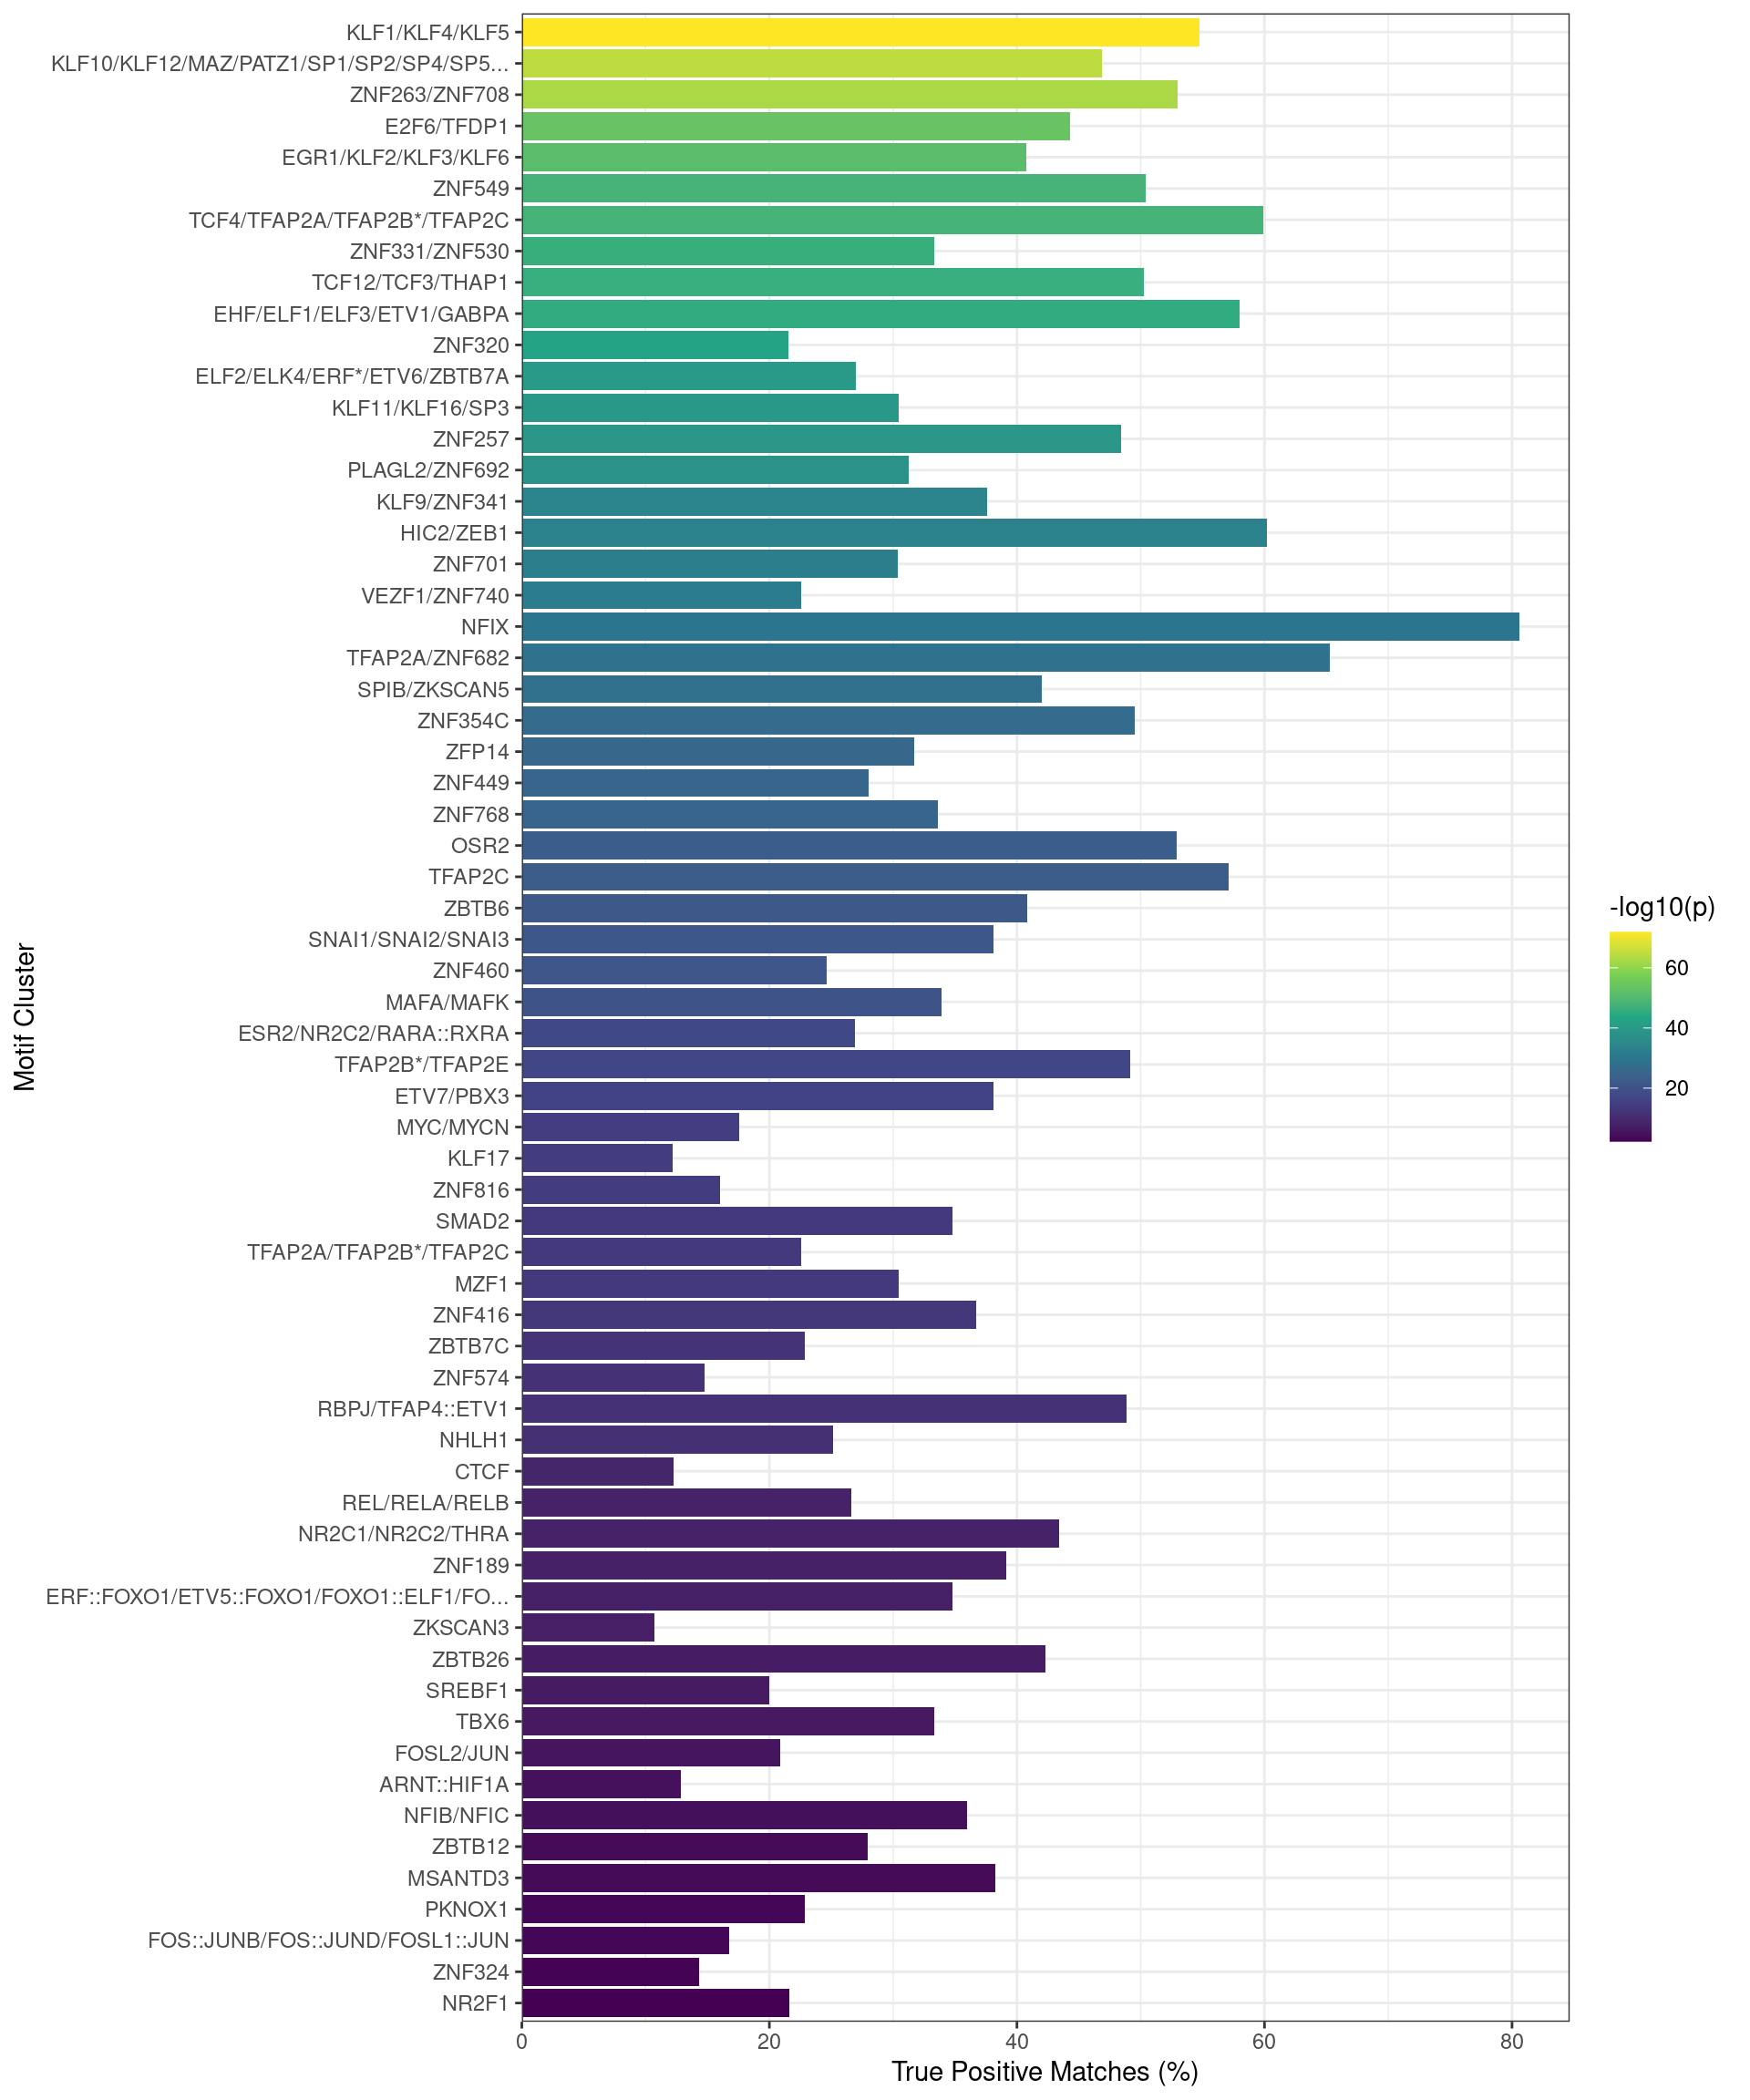 KLF1/KLF4/KLF5
KLF10/KLF12/MAZ/PATZ1/SP1/SP2/SP4/SP5...
ZNF263/ZNF708
E2F6/TFDP1
EGR1/KLF2/KLF3/KLF6
ZNF549
TCF4/TFAP2A/TFAP2B*/TFAP2C
ZNF331/ZNF530
TCF12/TCF3/THAP1
EHF/ELF1/ELF3/ETV1/GABPA
ZNF320
ELF2/ELK4/ERF*/ETV6/ZBTB7A
KLF11/KLF16/SP3
ZNF257
PLAGL2/ZNF692
KLF9/ZNF341
HIC2/ZEB1
ZNF701
VEZF1/ZNF740
NFIX
TFAP2A/ZNF682
SPIB/ZKSCAN5
ZNF354C
ZFP14
ZNF449
ZNF768
OSR2
TFAP2C
ZBTB6
SNAI1/SNAI2/SNAI3
ZNF460
MAFA/MAFK
ESR2/NR2C2/RARA::RXRA
TFAP2B*/TFAP2E
ETV7/PBX3
MYC/MYCN
KLF17
ZNF816
SMAD2
TFAP2A/TFAP2B*/TFAP2C
MZF1
ZNF416
ZBTB7C
ZNF574
RBPJ/TFAP4::ETV1
NHLH1
CTCF
REL/RELA/RELB
NR2C1/NR2C2/THRA
ZNF189
ERF::FOXO1/ETV5::FOXO1/FOXO1::ELF1/FO...
ZKSCAN3
ZBTB26
SREBF1
TBX6
FOSL2/JUN
ARNT::HIF1A
NFIB/NFIC
ZBTB12
MSANTD3
PKNOX1
FOS::JUNB/FOS::JUND/FOSL1::JUN
ZNF324
NR2F1
0 20 40 60 80
True Positive Matches (%)
Motif Cluster
-log10(p)
60
40
20